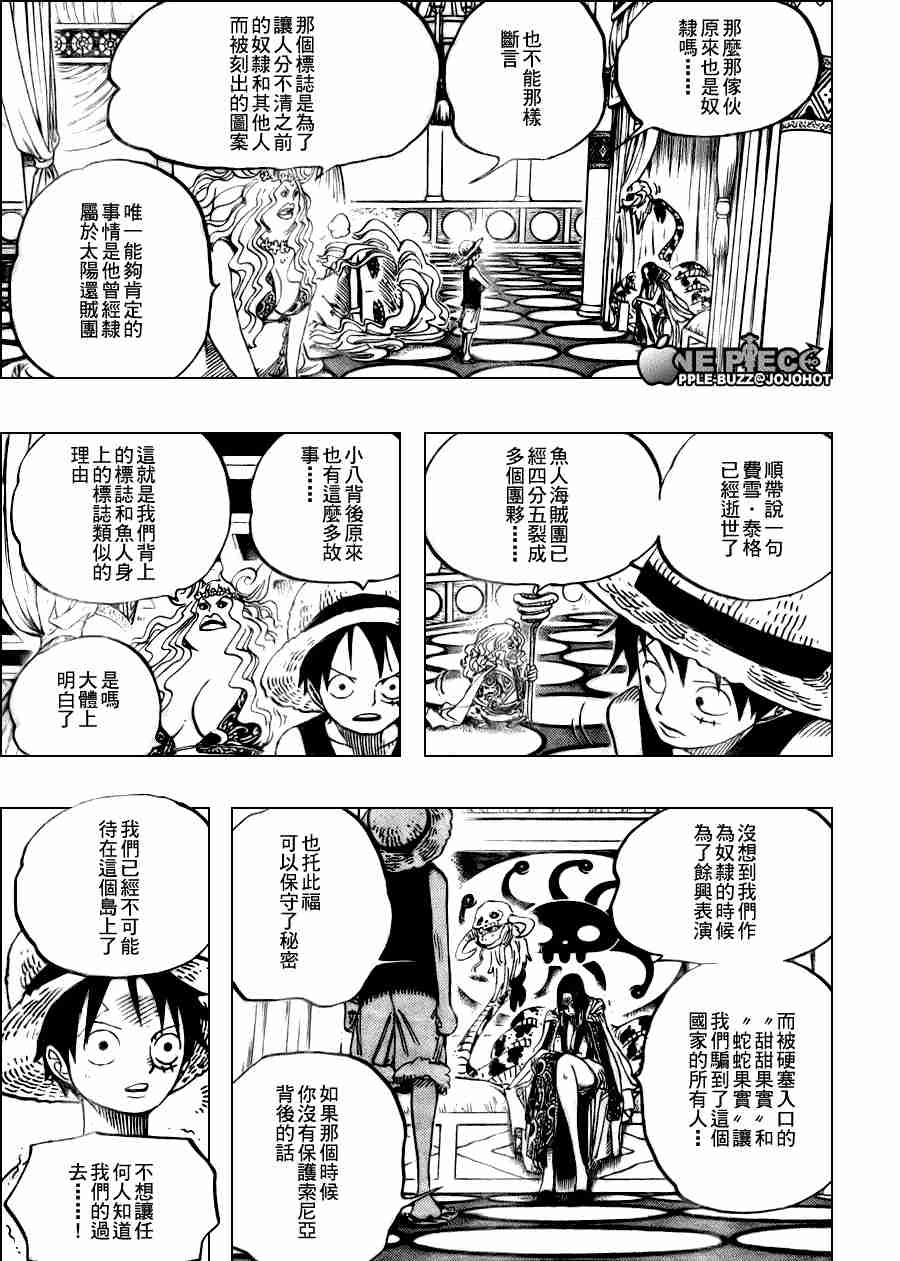 那麼那傢伙
原來也是奴
隸嗎……
也不能那樣
斷言
那個標誌是為了
讓人分不清之前
的奴隸和其他人
而被刻出的圖案
唯一能夠肯定的
事情是他曾經隸
屬於太陽還賊團
ONE PIECE
PPLE-BUZZ@JOJOHOT
順帶說一句
費雪·泰格
已經逝世了
魚人海賊團已
經四分五裂成
多個團夥……
小八背後原來
也有這麼多故
事……
這就是我們背上
的標誌和魚人身
上的標誌類似的
理由
是嗎
大體上
明白了
沒想到我們作
為奴隸的時候
為了餘興表演
而被硬塞入口的
〝甜甜果實〞和
〝蛇蛇果實〞讓
我們騙到了這個
國家的所有人…
也托此福
可以保守了秘密
如果那個時候
你沒有保護索尼亞
背後的話
我們已經不可能
待在這個島上了
不想讓任
何人知道
我們的過
去……!